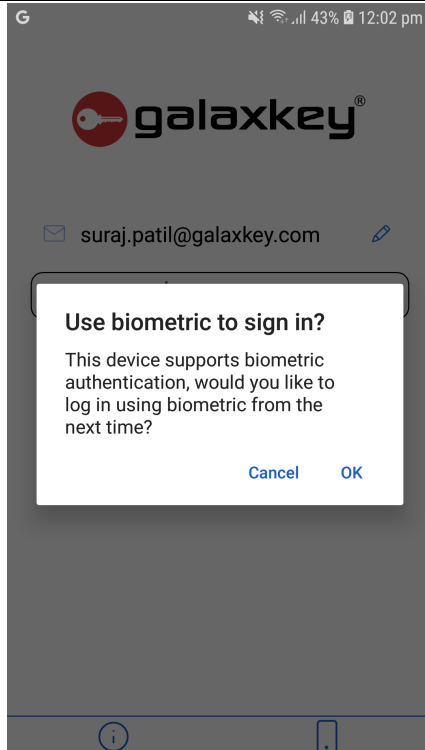 G 43% 12:02 pm
galaxkey®
suraj.patil@galaxkey.com
Use biometric to sign in?
This device supports biometric
authentication, would you like to
log in using biometric from the
next time?
Cancel OK